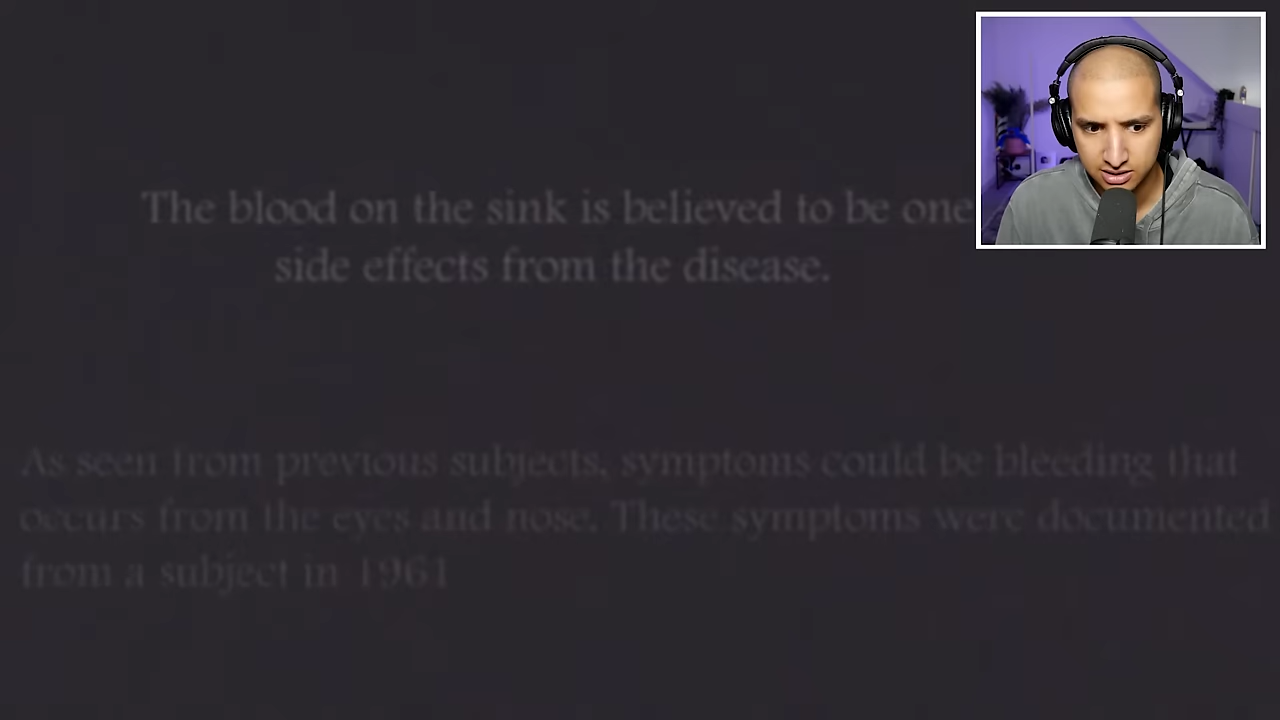 The blood on the sink is believed to be one
side effects from the disease.
As seen from previous subjects, symptoms could be bleeding that
occurs from the eyes and nose. These symptoms were documented
from a subject in 1961